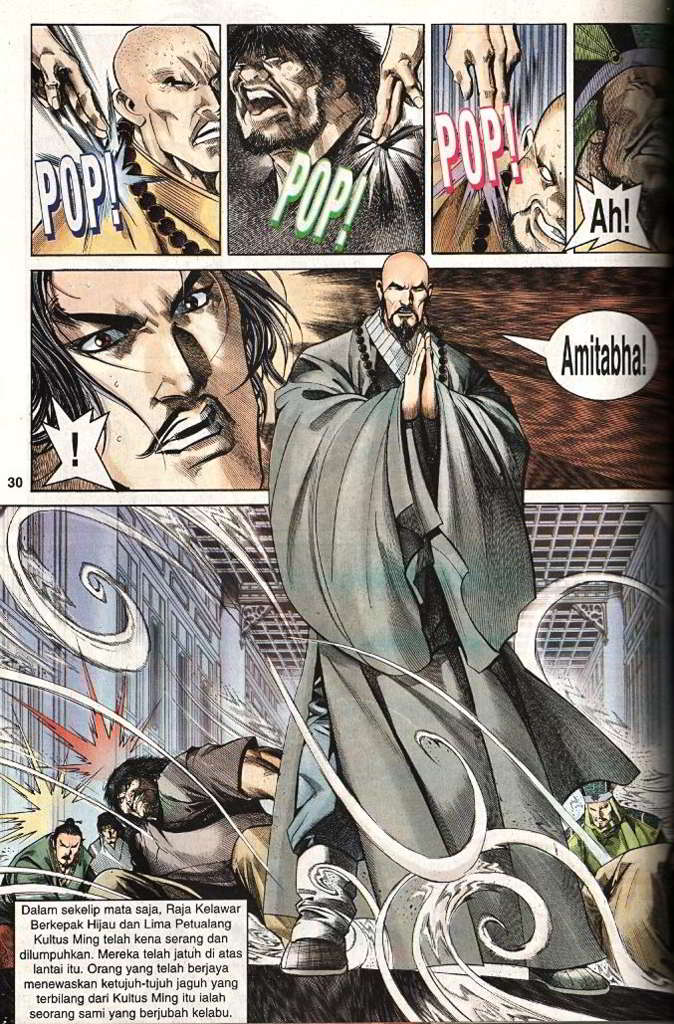 POP!
POP!
POP!
Ah!
!
Amitabha!
30
Dalam sekelip mata saja, Raja Kelawar
Berkepak Hijau dan Lima Petualang
Kultus Ming telah kena serang dan
dilumpuhkan. Mereka telah jatuh di atas
lantai itu. Orang yang telah berjaya
menewaskan ketujuh-tujuh jaguh yang
terbilang dari Kultus Ming itu ialah
seorang sami yang berjubah kelabu.